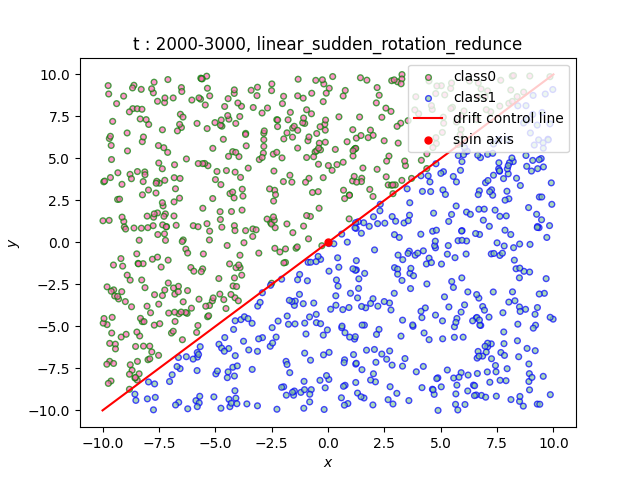 t : 2000-3000, linear_sudden_rotation_redunce
class0
class1
drift control line
spin axis
y
10.0
7.5
5.0
2.5
0.0
−2.5
−5.0
−7.5
−10.0
−10.0 −7.5 −5.0 −2.5 0.0 2.5 5.0 7.5 10.0
x